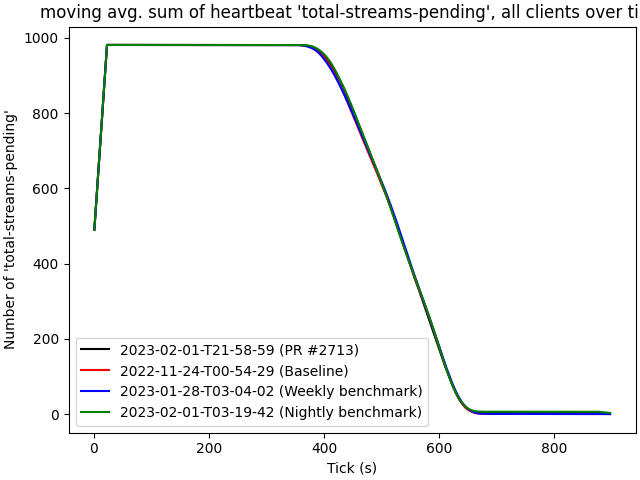 moving avg. sum of heartbeat 'total-streams-pending', all clients over ti
Number of 'total-streams-pending'
1000
800
600
400
200
0
2023-02-01-T21-58-59 (PR #2713)
2022-11-24-T00-54-29 (Baseline)
2023-01-28-T03-04-02 (Weekly benchmark)
2023-02-01-T03-19-42 (Nightly benchmark)
0 200 400 600 800
Tick (s)